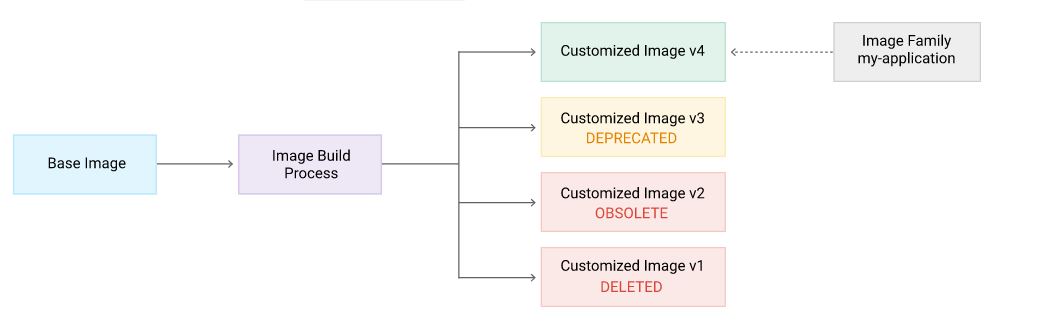 Base Image
Image Build
Process
Customized Image v4
Customized Image v3
DEPRECATED
Customized Image v2
OBSOLETE
Customized Image v1
DELETED
Image Family
my-application